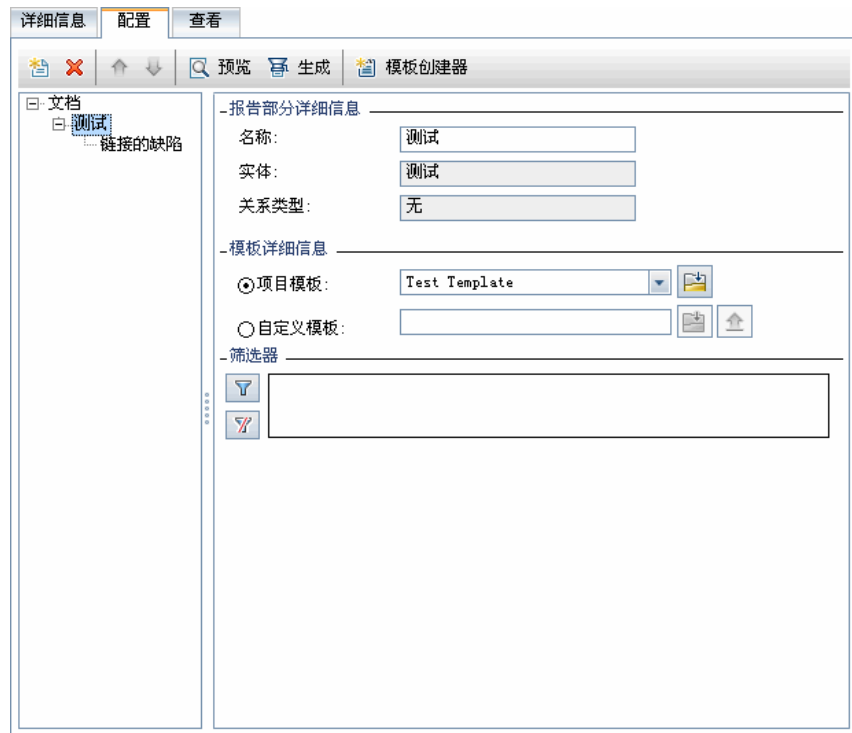 详细信息 配置 查看
预览 生成 模板创建器
文档
测试
链接的缺陷
报告部分详细信息
名称: 测试
实体: 测试
关系类型: 无
模板详细信息
项目模板: Test Template
自定义模板:
筛选器